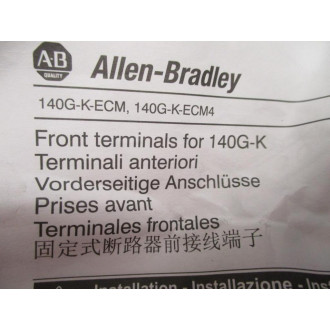 A-B
QUALITY
Allen-Bradley
140G-K-ECM, 140G-K-ECM4
Front terminals for 140G-K
Terminali anteriori
Vorderseitige Anschlüsse
Prises avant
Terminales frontales
固定式断路器前接线端子
Installation - Installazione - Inst